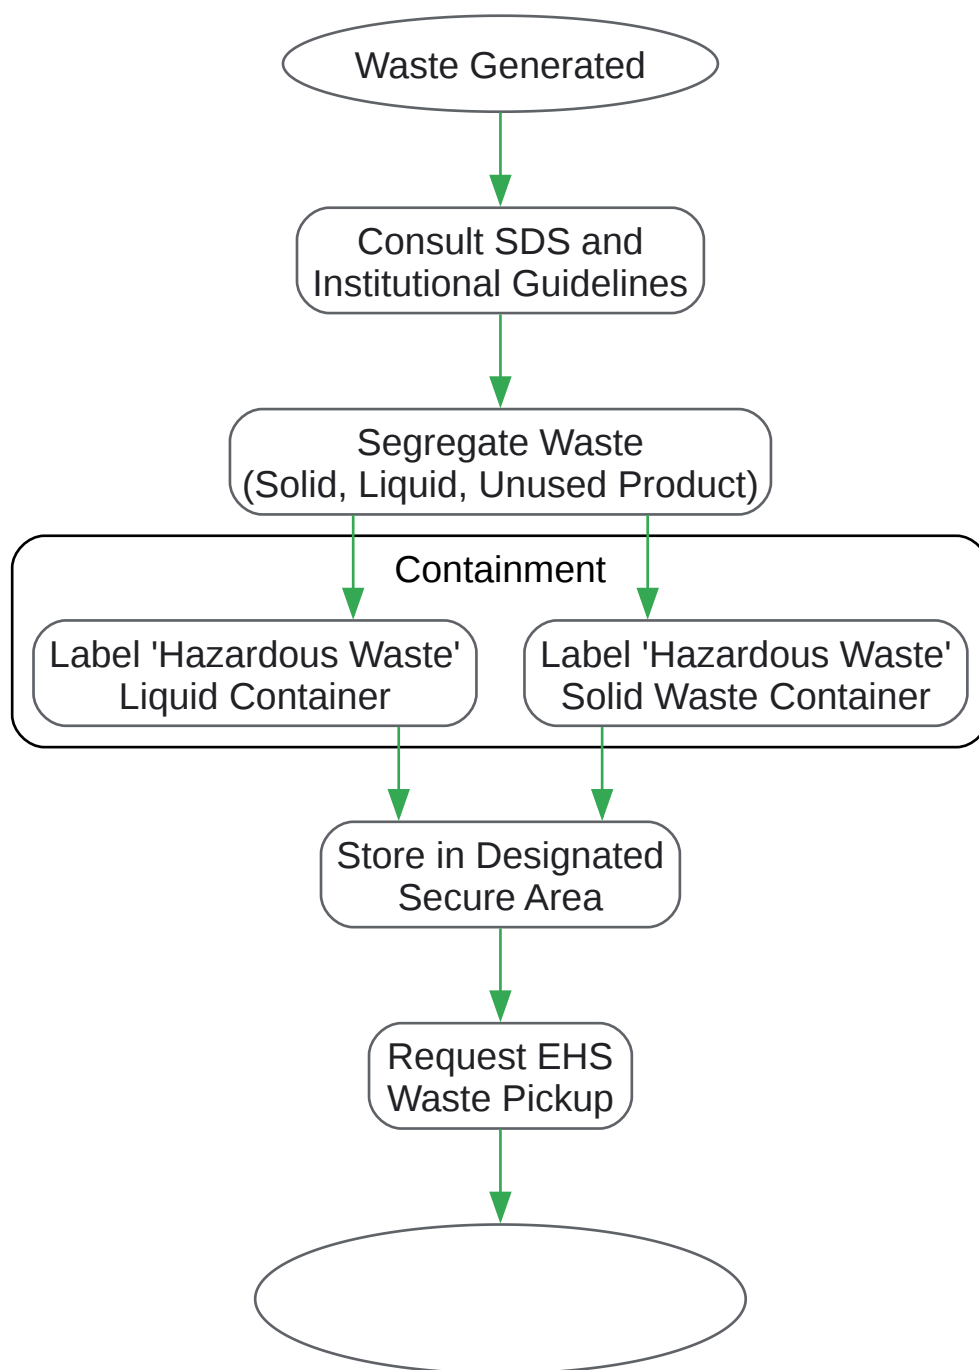 Waste Generated
Consult SDS and
Institutional Guidelines
Segregate Waste
(Solid, Liquid, Unused Product)
Containment
Label 'Hazardous Waste'
Liquid Container
Label 'Hazardous Waste'
Solid Waste Container
Store in Designated
Secure Area
Request EHS
Waste Pickup